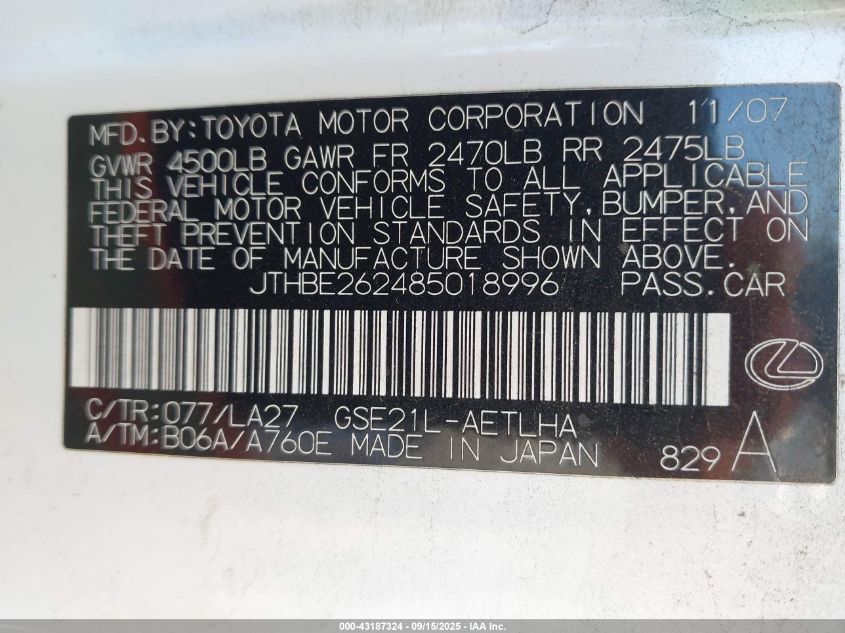 MFD. BY: TOYOTA MOTOR CORPORATION 11/07
GVWR 4500LB GAWR FR 2470LB RR 2475LB
THIS VEHICLE CONFORMS TO ALL APPLICABLE
FEDERAL MOTOR VEHICLE SAFETY, BUMPER, AND
THEFT PREVENTION STANDARDS IN EFFECT ON
THE DATE OF MANUFACTURE SHOWN ABOVE.
JTHBE262485018996 PASS. CAR
C/TR: 077/LA27 GSE21L-AETLHA
A/TM: B06A/A760E MADE IN JAPAN
829 A
000-43187324 - 09/15/2025 - IAA Inc.